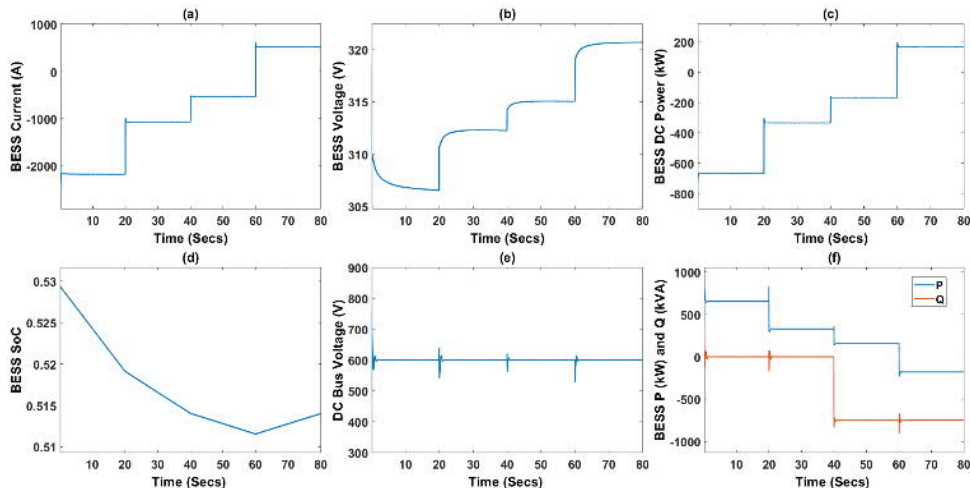 (a)
1000
0
-1000
-2000
BESS Current (A)
10 20 30 40 50 60 70 80
Time (Secs)
(b)
320
315
310
305
BESS Voltage (V)
10 20 30 40 50 60 70 80
Time (Secs)
(c)
200
0
-200
-400
-600
-800
BESS DC Power (kW)
10 20 30 40 50 60 70 80
Time (Secs)
(d)
0.53
0.525
0.52
0.515
0.51
BESS SoC
10 20 30 40 50 60 70 80
Time (Secs)
(e)
900
800
700
600
500
400
300
DC Bus Voltage (V)
10 20 30 40 50 60 70 80
Time (Secs)
(f)
1000
500
0
-500
-1000
BESS P (kW) and Q (kVA)
P
Q
10 20 30 40 50 60 70 80
Time (Secs)